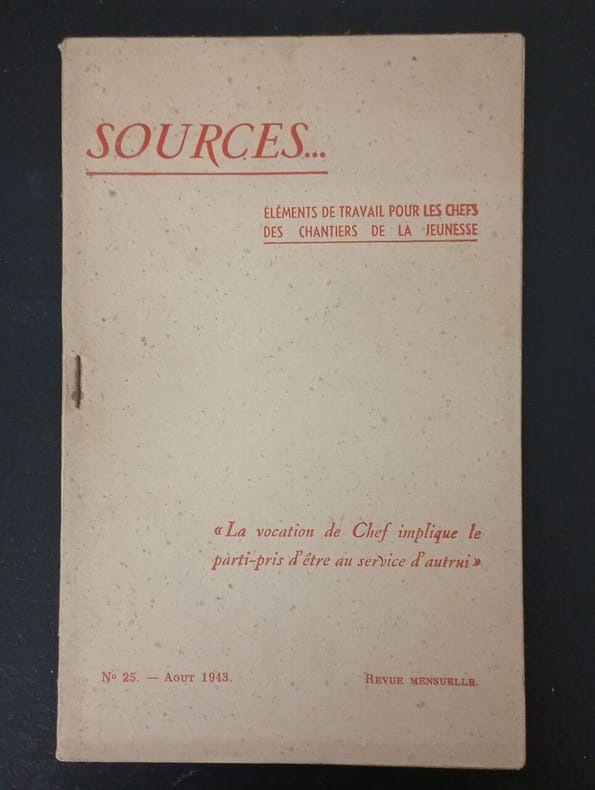 SOURCES...
ÉLÉMENTS DE TRAVAIL POUR LES CHEFS
DES CHANTIERS DE LA JEUNESSE
« La vocation de Chef implique le
parti-pris d'être au service d'autrui »
Nº 25. — AOUT 1943.
REVUE MENSUELLE.